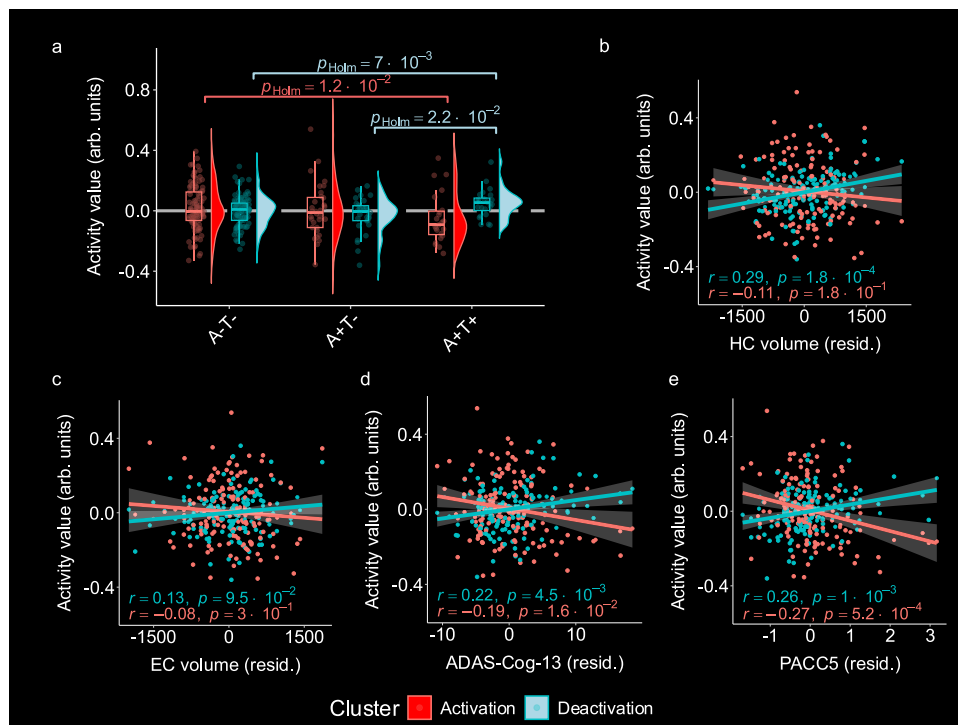 a
Activity value (arb. units)
0.8
0.4
0.0
-0.4
pHolm = 7 · 10⁻³
pHolm = 1.2 · 10⁻²
pHolm = 2.2 · 10⁻²
A-T-
A+T-
A+T+
b
Activity value (arb. units)
0.4
0.0
-0.4
r = 0.29, p = 1.8 · 10⁻⁴
r = −0.11, p = 1.8 · 10⁻¹
-1500 0 1500
HC volume (resid.)
c
Activity value (arb. units)
0.4
0.0
-0.4
r = 0.13, p = 9.5 · 10⁻²
r = −0.08, p = 3 · 10⁻¹
-1500 0 1500
EC volume (resid.)
d
Activity value (arb. units)
0.4
0.0
-0.4
r = 0.22, p = 4.5 · 10⁻³
r = −0.19, p = 1.6 · 10⁻²
-10 0 10
ADAS-Cog-13 (resid.)
e
Activity value (arb. units)
0.4
0.0
-0.4
r = 0.26, p = 1 · 10⁻³
r = −0.27, p = 5.2 · 10⁻⁴
-1 0 1 2 3
PACC5 (resid.)
Cluster Activation Deactivation